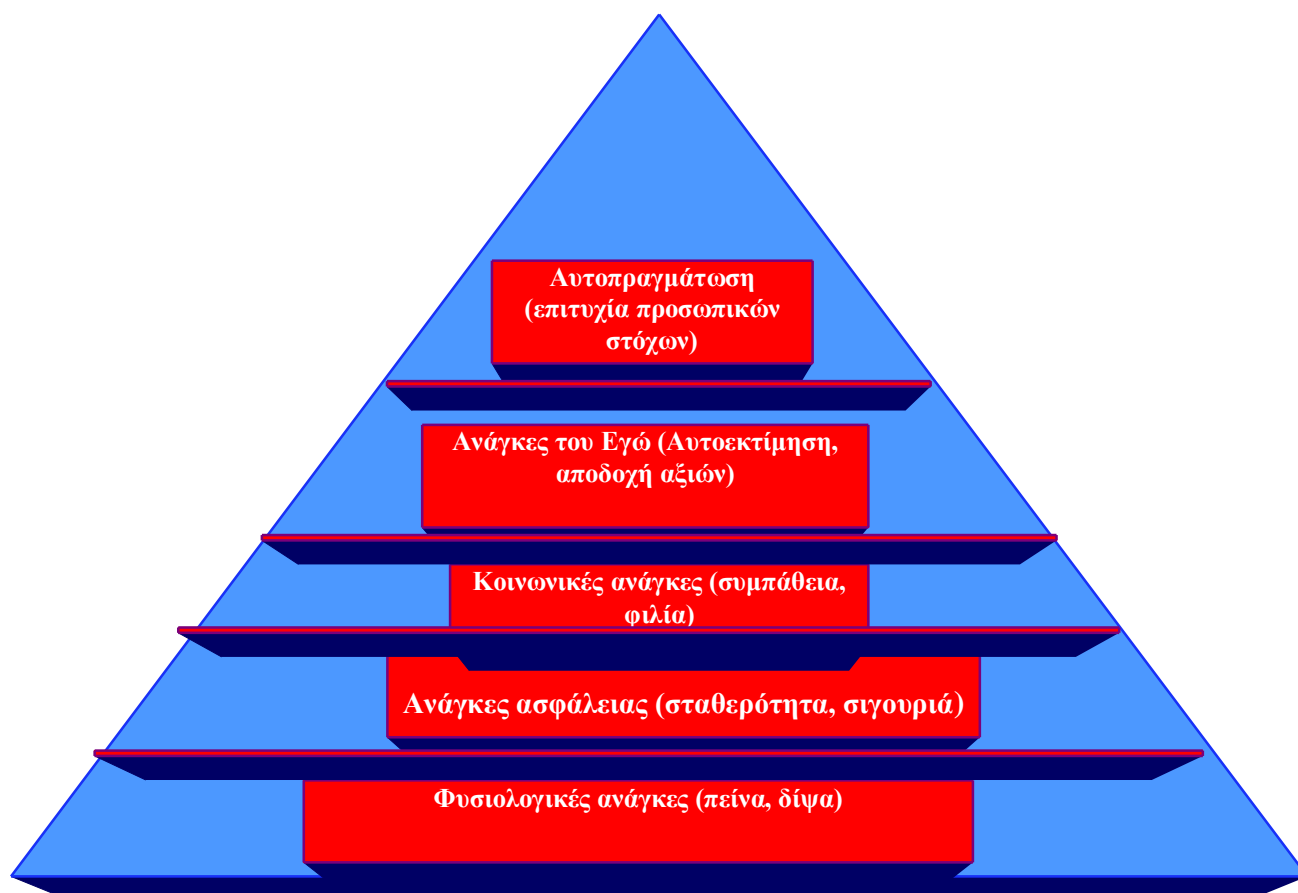 Αυτοπραγμάτωση
(επιτυχία προσωπικών
στόχων)
Ανάγκες του Εγώ (Αυτοεκτίμηση,
αποδοχή αξιών)
Κοινωνικές ανάγκες (συμπάθεια,
φιλία)
Ανάγκες ασφάλειας (σταθερότητα, σιγουριά)
Φυσιολογικές ανάγκες (πείνα, δίψα)